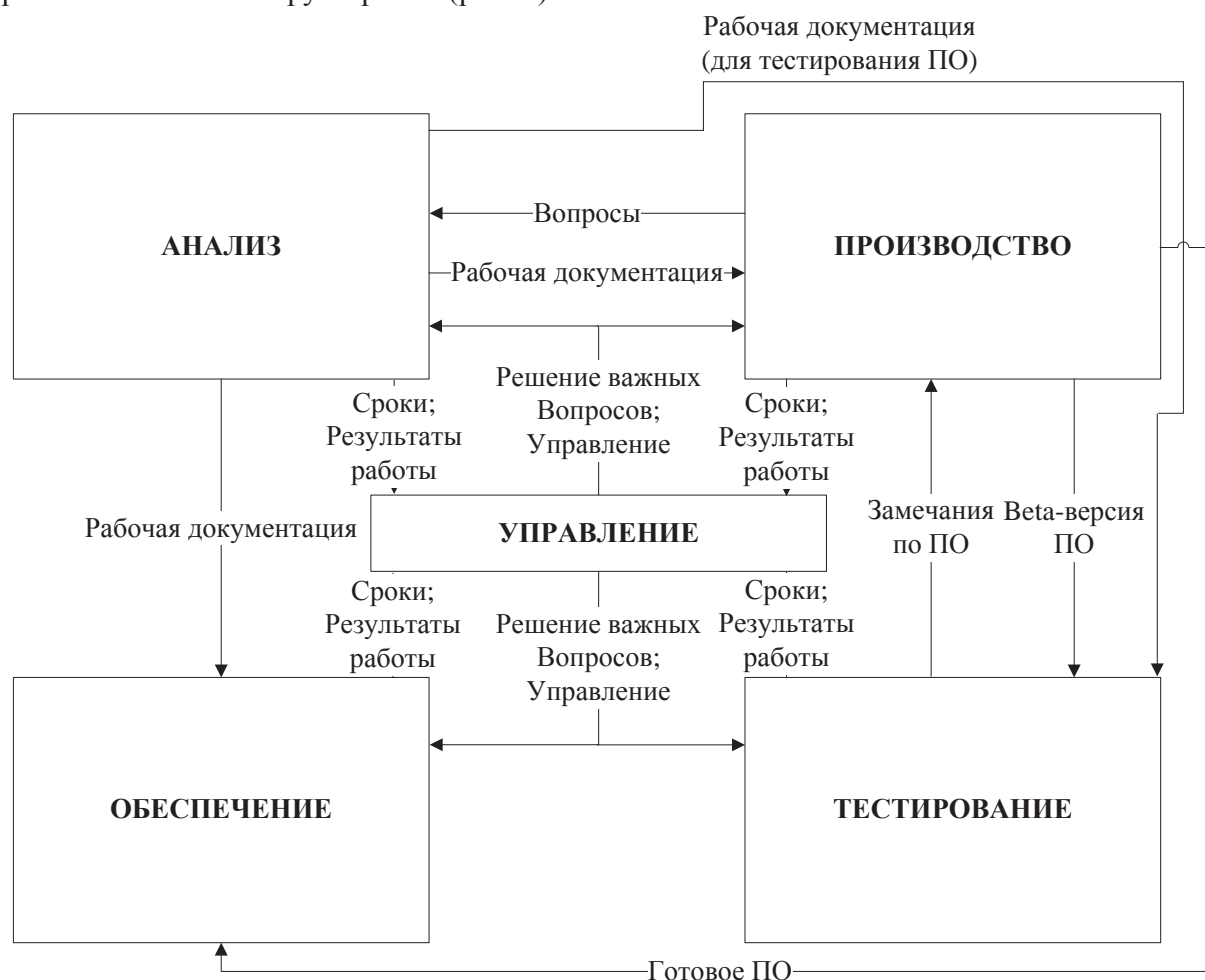 Рабочая документация
(для тестирования ПО)
АНАЛИЗ
Вопросы
ПРОИЗВОДСТВО
Рабочая документация
Сроки;
Результаты
работы
Решение важных
Вопросов;
Управление
Сроки;
Результаты
работы
Рабочая документация
УПРАВЛЕНИЕ
Замечания
по ПО
Beta-версия
ПО
Сроки;
Результаты
работы
Решение важных
Вопросов;
Управление
Сроки;
Результаты
работы
ОБЕСПЕЧЕНИЕ
ТЕСТИРОВАНИЕ
Готовое ПО